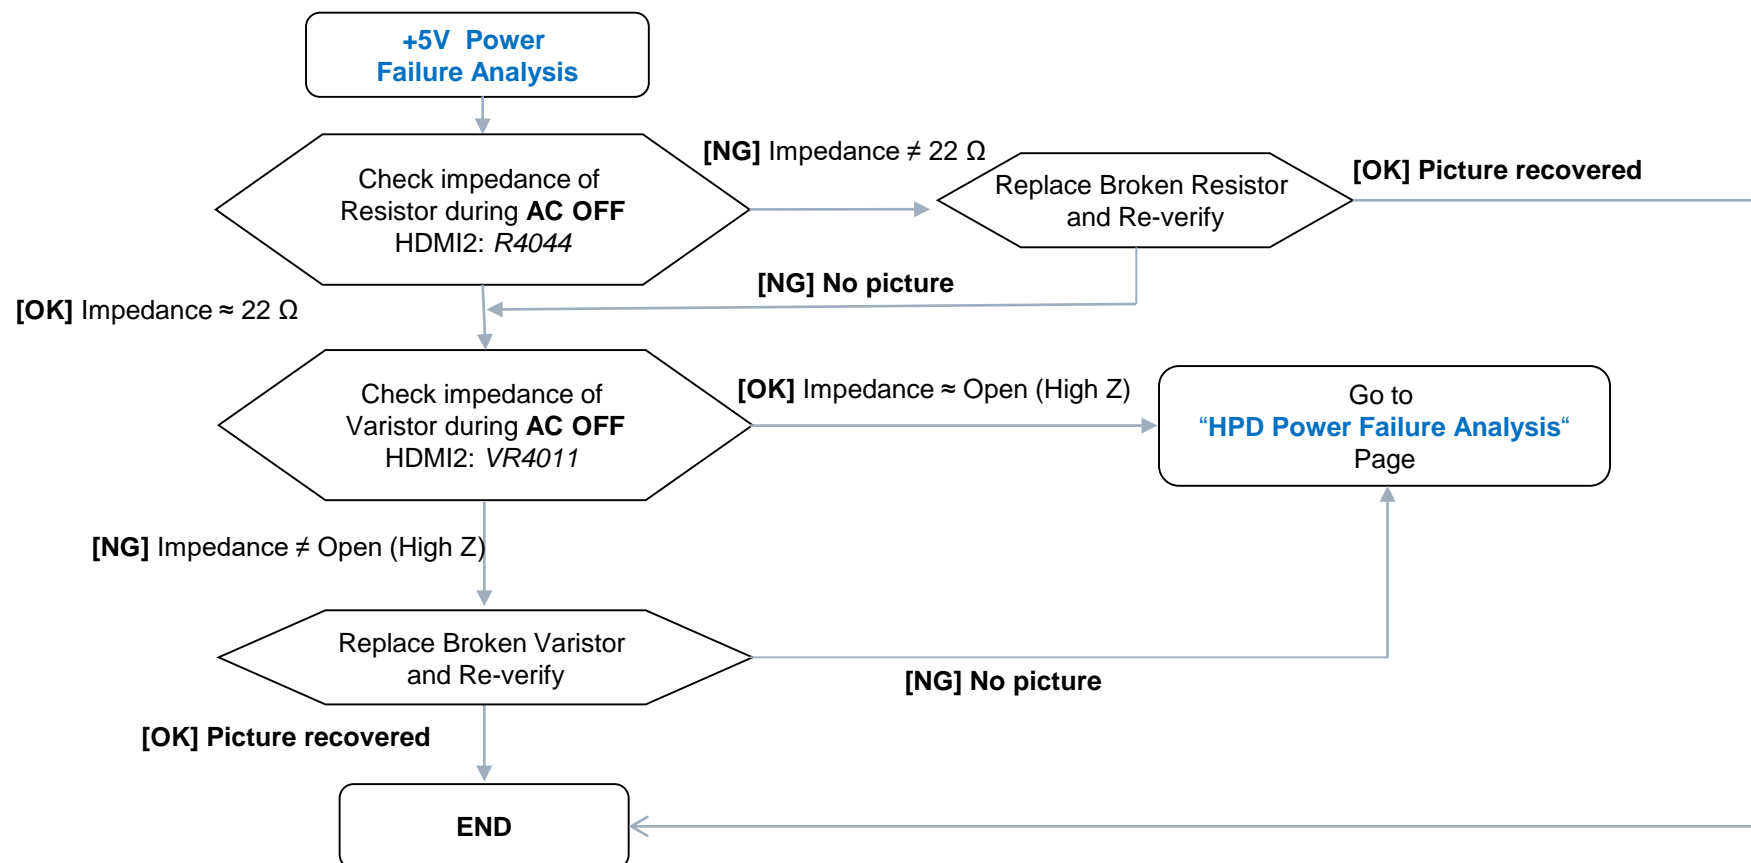 +5V  Power
Failure Analysis
Check impedance of
Resistor during AC OFF
HDMI2: R4044
[NG] Impedance ≠ 22 Ω
Replace Broken Resistor
and Re-verify
[OK] Picture recovered
[NG] No picture
[OK] Impedance ≈ 22 Ω
Check impedance of
Varistor during AC OFF
HDMI2: VR4011
[OK] Impedance ≈ Open (High Z)
Go to
“HPD Power Failure Analysis“
Page
[NG] Impedance ≠ Open (High Z)
Replace Broken Varistor
and Re-verify
[NG] No picture
[OK] Picture recovered
END